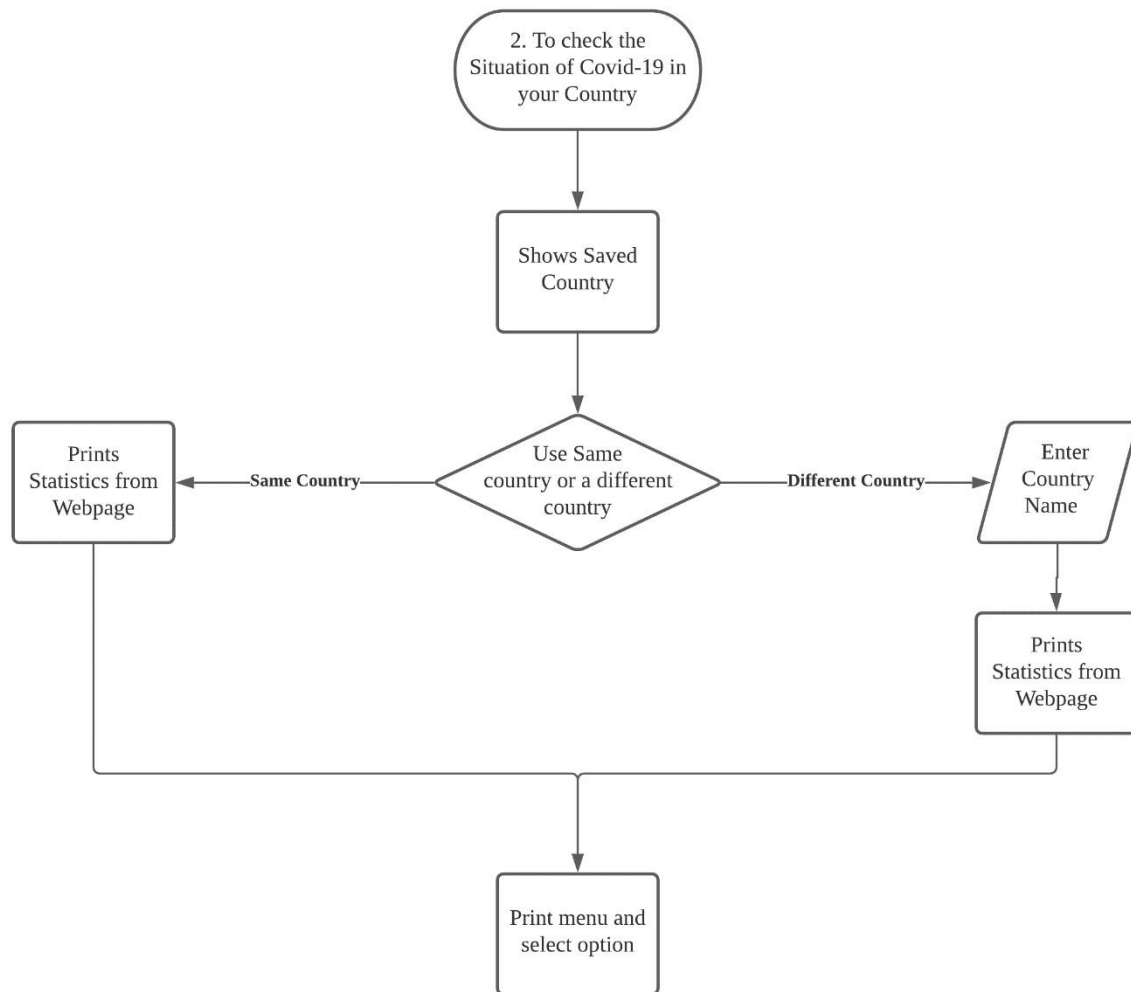 2. To check the
Situation of Covid-19 in
your Country
Shows Saved
Country
Use Same
country or a different
country
Same Country
Different Country
Prints
Statistics from
Webpage
Enter
Country
Name
Prints
Statistics from
Webpage
Print menu and
select option